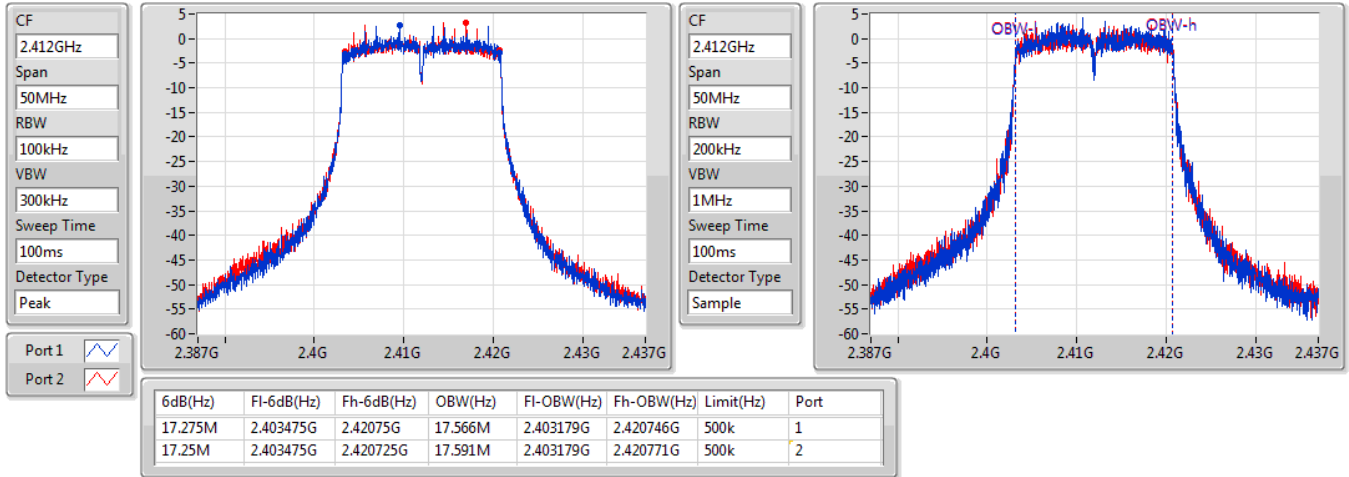 CF
2.412GHz
Span
50MHz
RBW
100kHz
VBW
300kHz
Sweep Time
100ms
Detector Type
Peak
Port 1
Port 2
5
0
-5
-10
-15
-20
-25
-30
-35
-40
-45
-50
-55
-60
2.387G 2.4G 2.41G 2.42G 2.43G 2.437G
CF
2.412GHz
Span
50MHz
RBW
200kHz
VBW
1MHz
Sweep Time
100ms
Detector Type
Sample
5
0
-5
-10
-15
-20
-25
-30
-35
-40
-45
-50
-55
-60
OBW-l OBW-h
2.387G 2.4G 2.41G 2.42G 2.43G 2.437G
6dB(Hz) Fl-6dB(Hz) Fh-6dB(Hz) OBW(Hz) Fl-OBW(Hz) Fh-OBW(Hz) Limit(Hz) Port
17.275M 2.403475G 2.42075G 17.566M 2.403179G 2.420746G 500k 1
17.25M 2.403475G 2.420725G 17.591M 2.403179G 2.420771G 500k 2